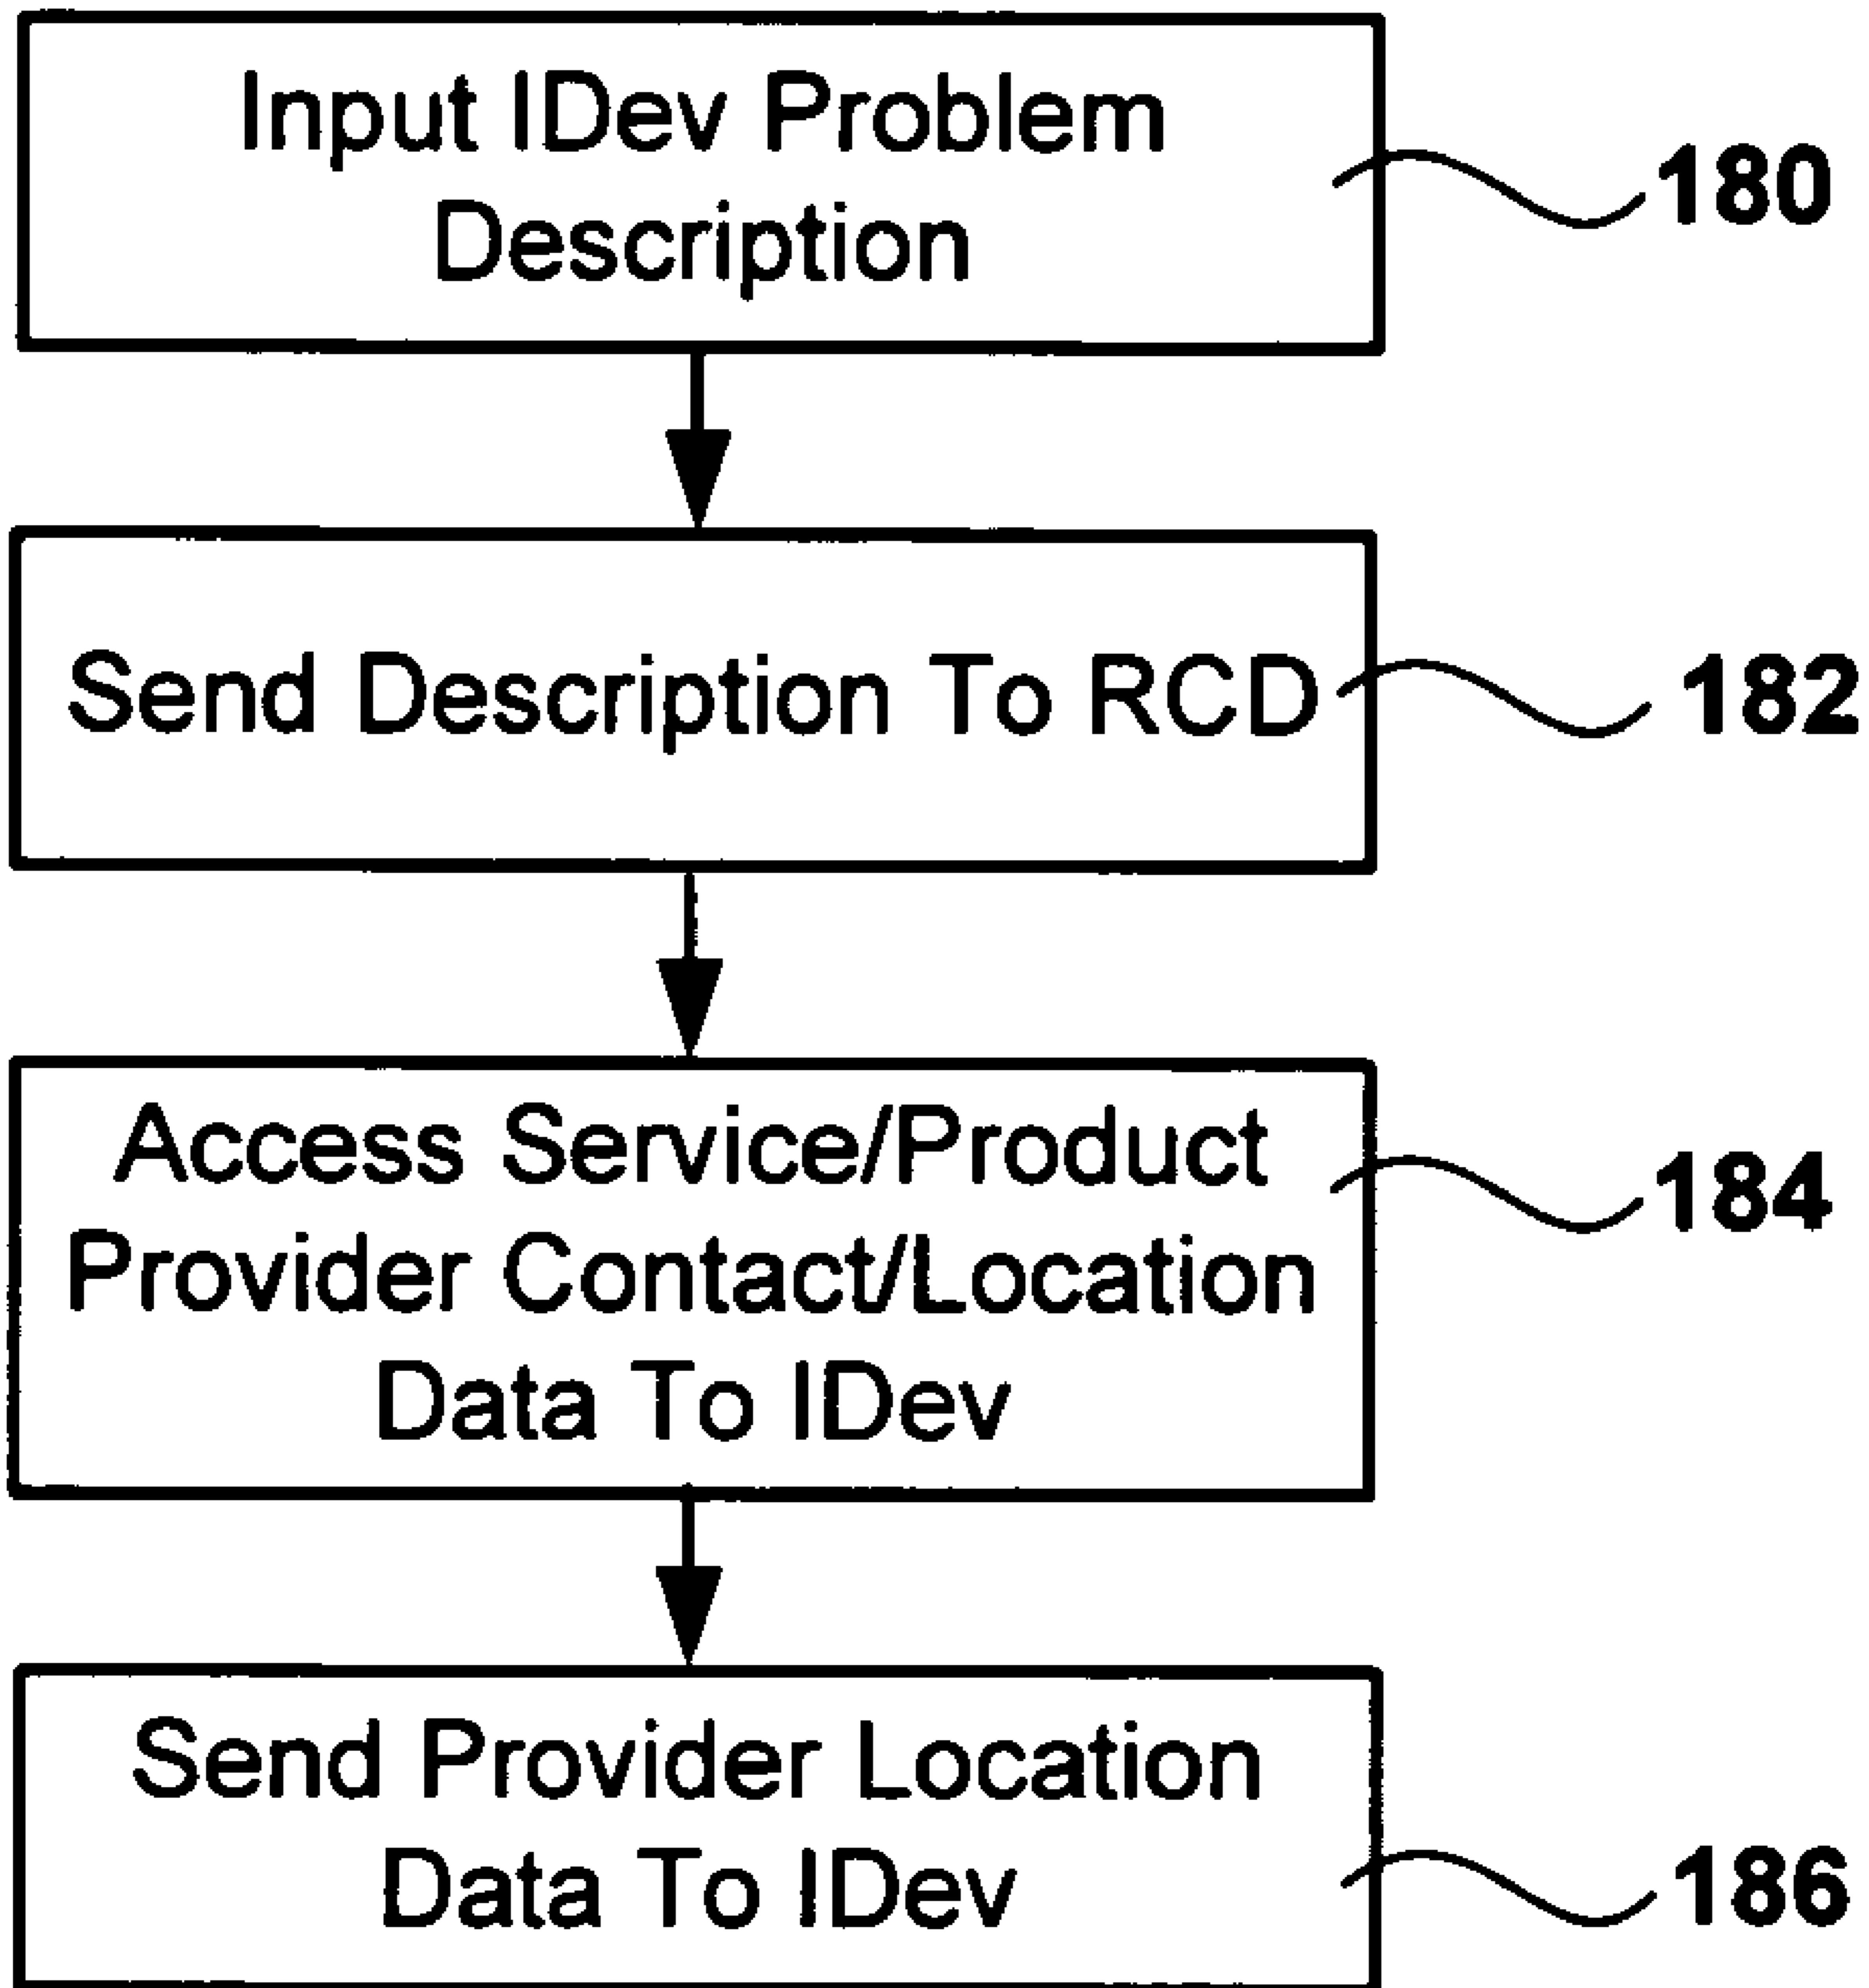 Input IDev Problem
Description
180
Send Description To RCD
182
Access Service/Product
Provider Contact/Location
Data To IDev
184
Send Provider Location
Data To IDev
186